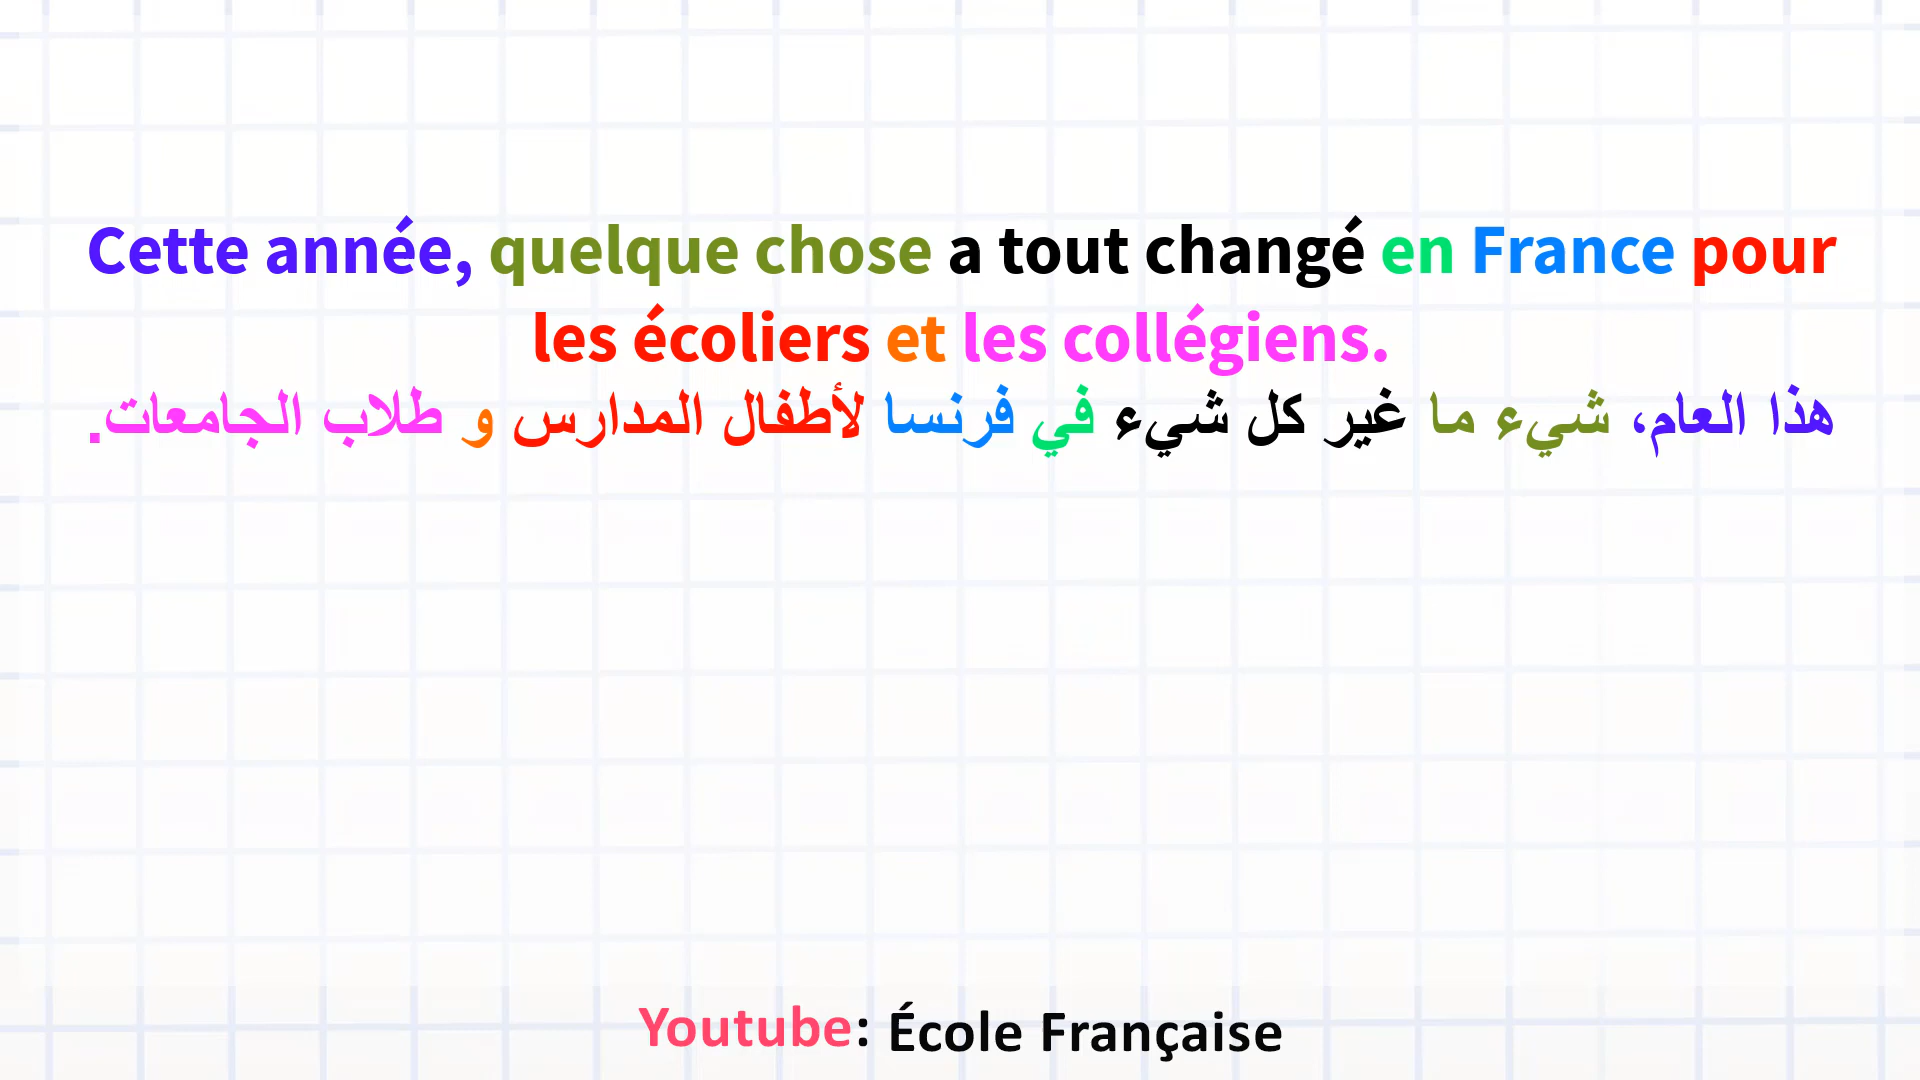 Cette année, quelque chose a tout changé en France pour
les écoliers et les collégiens.
هذا العام، شيء ما غير كل شيء في فرنسا لأطفال المدارس و طلاب الجامعات.
Youtube: École Française